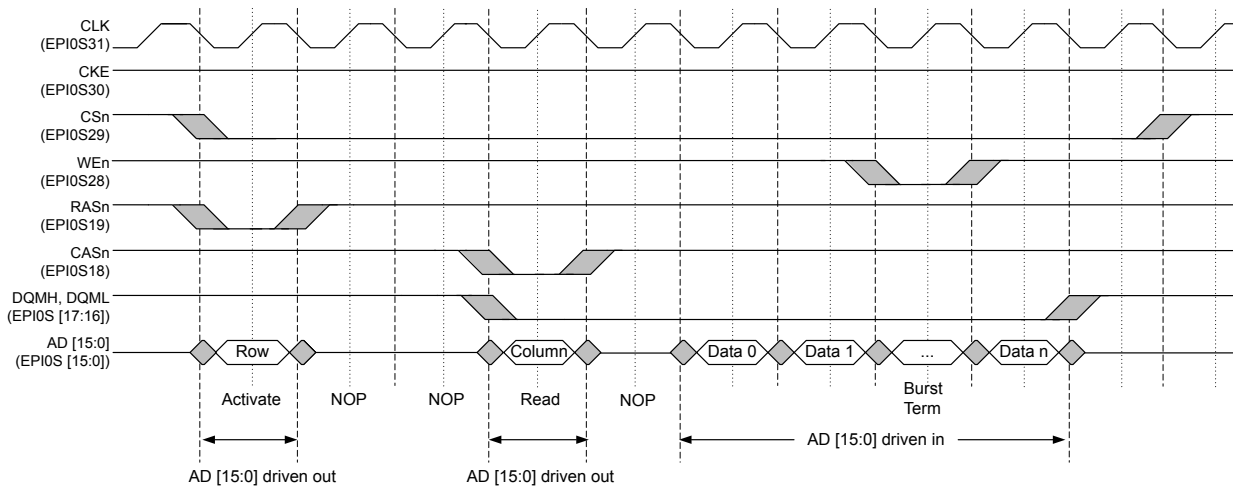 CLK
(EPI0S31)
CKE
(EPI0S30)
CSn
(EPI0S29)
WEn
(EPI0S28)
RASn
(EPI0S19)
CASn
(EPI0S18)
DQMH, DQML
(EPI0S [17:16])
AD [15:0]
(EPI0S [15:0])
Row Column Data 0 Data 1 ... Data n
Activate NOP NOP Read NOP Burst
Term
AD [15:0] driven in
AD [15:0] driven out AD [15:0] driven out